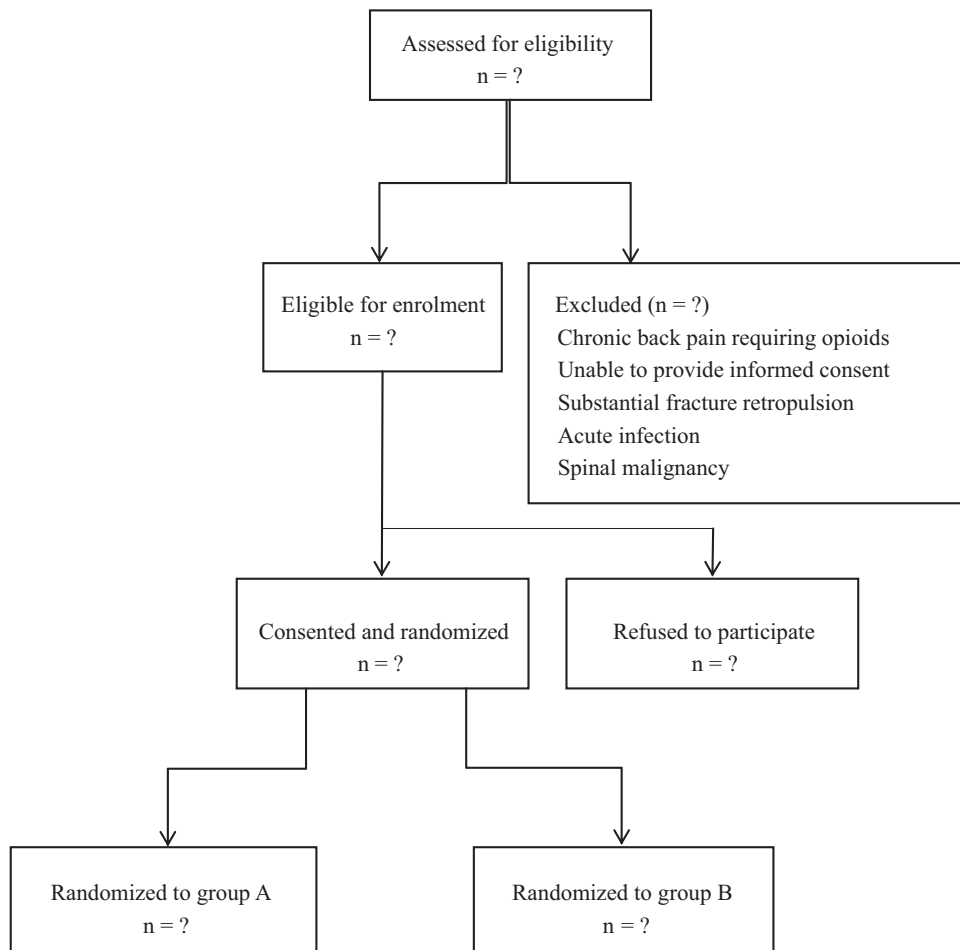 Assessed for eligibility
n = ?
Eligible for enrolment
n = ?
Excluded (n = ?)
Chronic back pain requiring opioids
Unable to provide informed consent
Substantial fracture retropulsion
Acute infection
Spinal malignancy
Consented and randomized
n = ?
Refused to participate
n = ?
Randomized to group A
n = ?
Randomized to group B
n = ?